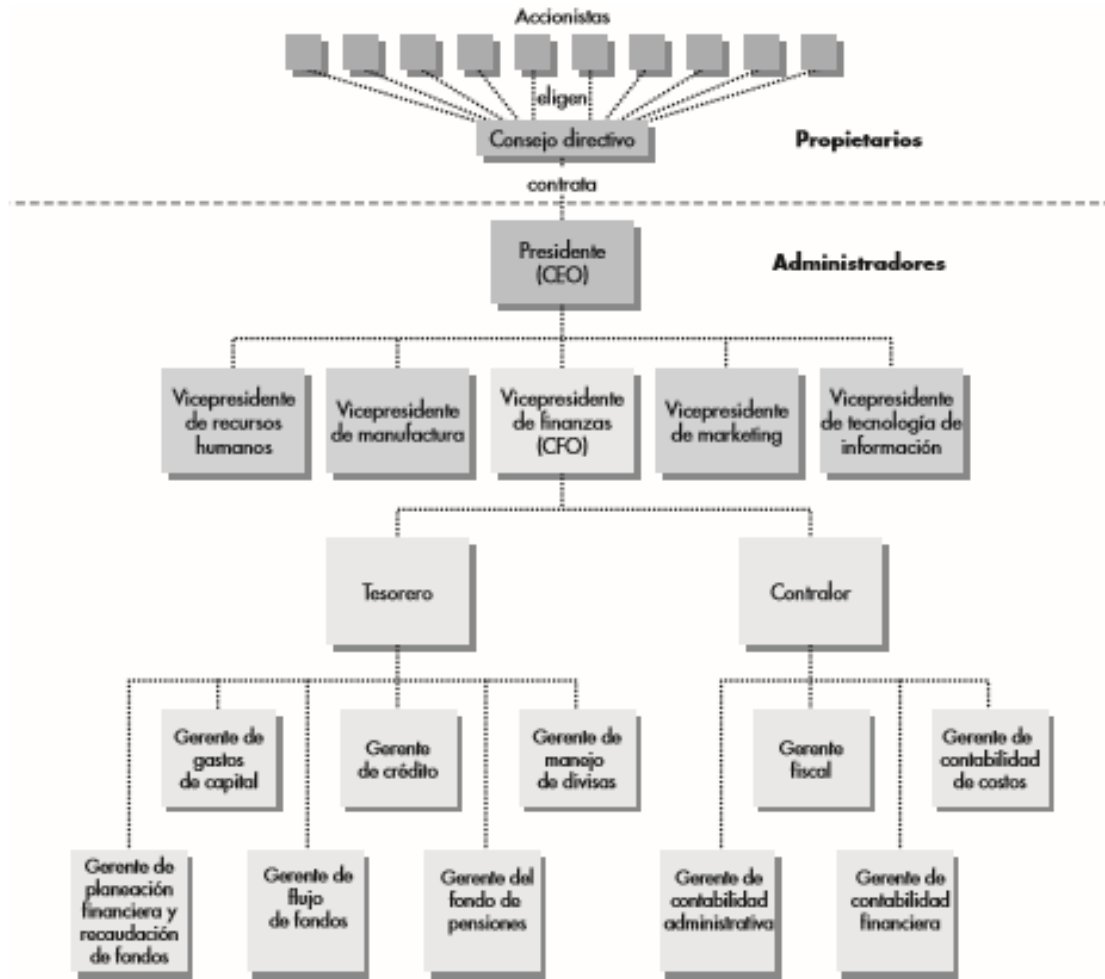 Accionistas
eligen
Consejo directivo
Propietarios
contrata
Presidente
(CEO)
Administradores
Vicepresidente
de recursos
humanos
Vicepresidente
de manufactura
Vicepresidente
de finanzas
(CFO)
Vicepresidente
de marketing
Vicepresidente
de tecnología de
información
Tesorero
Contralor
Gerente de
gastos
de capital
Gerente
de crédito
Gerente de
manejo
de divisas
Gerente
fiscal
Gerente de
contabilidad
de costos
Gerente de
planeación
financiera y
recaudación
de fondos
Gerente de
flujo
de fondos
Gerente del
fondo de
pensiones
Gerente de
contabilidad
administrativa
Gerente de
contabilidad
financiera